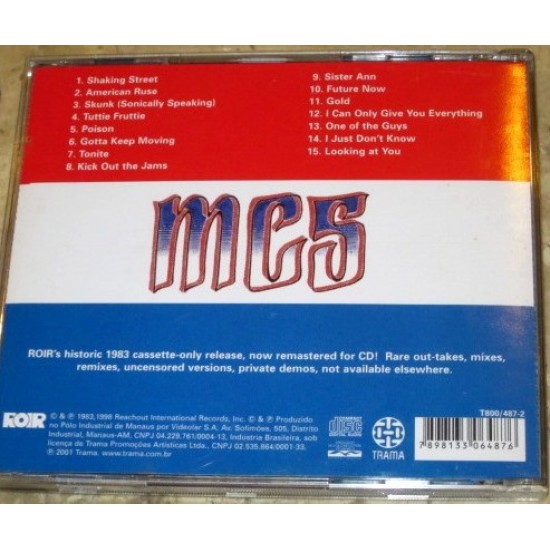 1. Shaking Street
2. American Ruse
3. Skunk (Sonically Speaking)
4. Tuttie Fruttie
5. Poison
6. Gotta Keep Moving
7. Tonite
8. Kick Out the Jams
9. Sister Ann
10. Future Now
11. Gold
12. I Can Only Give You Everything
13. One of the Guys
14. I Just Don't Know
15. Looking at You
MC5
ROIR's historic 1983 cassette-only release, now remastered for CD! Rare out-takes, mixes,
remixes, uncensored versions, private demos, not available elsewhere.
ROIR
© & ℗ 1983,1998 Reachout International Records, Inc. © & ℗ Produzido
no Pólo Industrial de Manaus por Videolar S.A. Av. Solimões, 505, Distrito
Industrial, Manaus-AM, CNPJ 04.229.761/0004-13, Industria Brasileira, sob
licença de Trama Promoções Artísticas Ltda., CNPJ 02.535.864/0001-33.
℗ 2001 Trama. www.trama.com.br
COMPACT
disc
DIGITAL AUDIO
TRAMA
T800/487-2
7 898133 064876